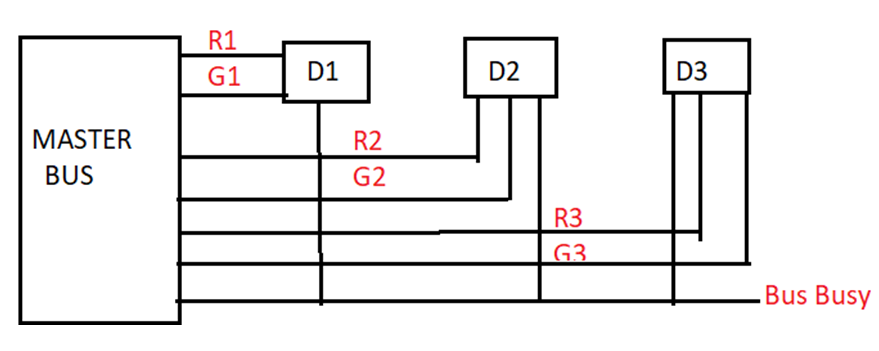 R1
G1
D1
D2
D3
MASTER
BUS
R2
G2
R3
G3
Bus Busy